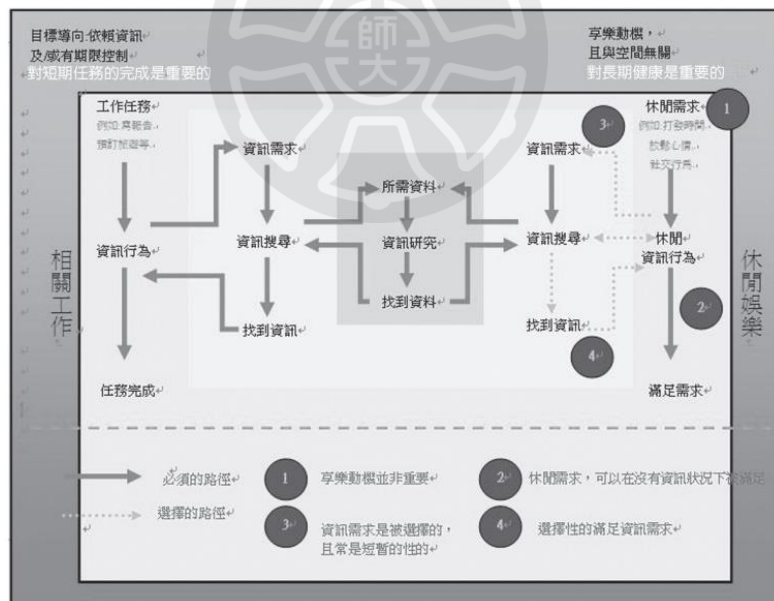 目標導向:依賴資訊
及/或有期限控制
對短期任務的完成是重要的
享樂動機，
且與空間無關
對長期健康是重要的
師大
工作任務
例如:寫報告
預訂旅遊等
休閒需求
例如:打發時間
放鬆心情
社交行為
1
3
資訊需求
資訊需求
所需資料
資訊行為
資訊搜尋
資訊研究
資訊搜尋
休閒
資訊行為
相關工作
休閒娛樂
找到資料
2
找到資訊
找到資訊
4
任務完成
滿足需求
必須的路徑
1
享樂動機並非重要
2
休閒需求，可以在沒有資訊狀況下被滿足
選擇的路徑
3
資訊需求是被選擇的，
且常是短暫的性的
4
選擇性的滿足資訊需求